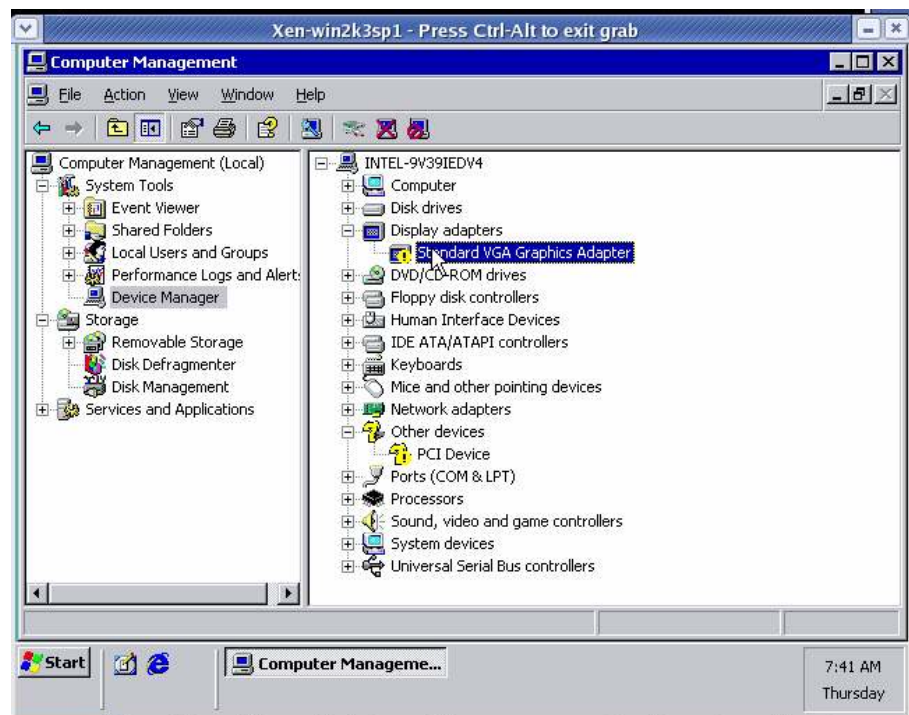 Xen-win2k3sp1 - Press Ctrl-Alt to exit grab
Computer Management
File Action View Window Help
Computer Management (Local)
System Tools
Event Viewer
Shared Folders
Local Users and Groups
Performance Logs and Alert
Device Manager
Storage
Removable Storage
Disk Defragmenter
Disk Management
Services and Applications
INTEL-9V39IEDV4
Computer
Disk drives
Display adapters
Standard VGA Graphics Adapter
DVD/CD-ROM drives
Floppy disk controllers
Human Interface Devices
IDE ATA/ATAPI controllers
Keyboards
Mice and other pointing devices
Network adapters
Other devices
PCI Device
Ports (COM & LPT)
Processors
Sound, video and game controllers
System devices
Universal Serial Bus controllers
Start
Computer Manageme...
7:41 AM
Thursday